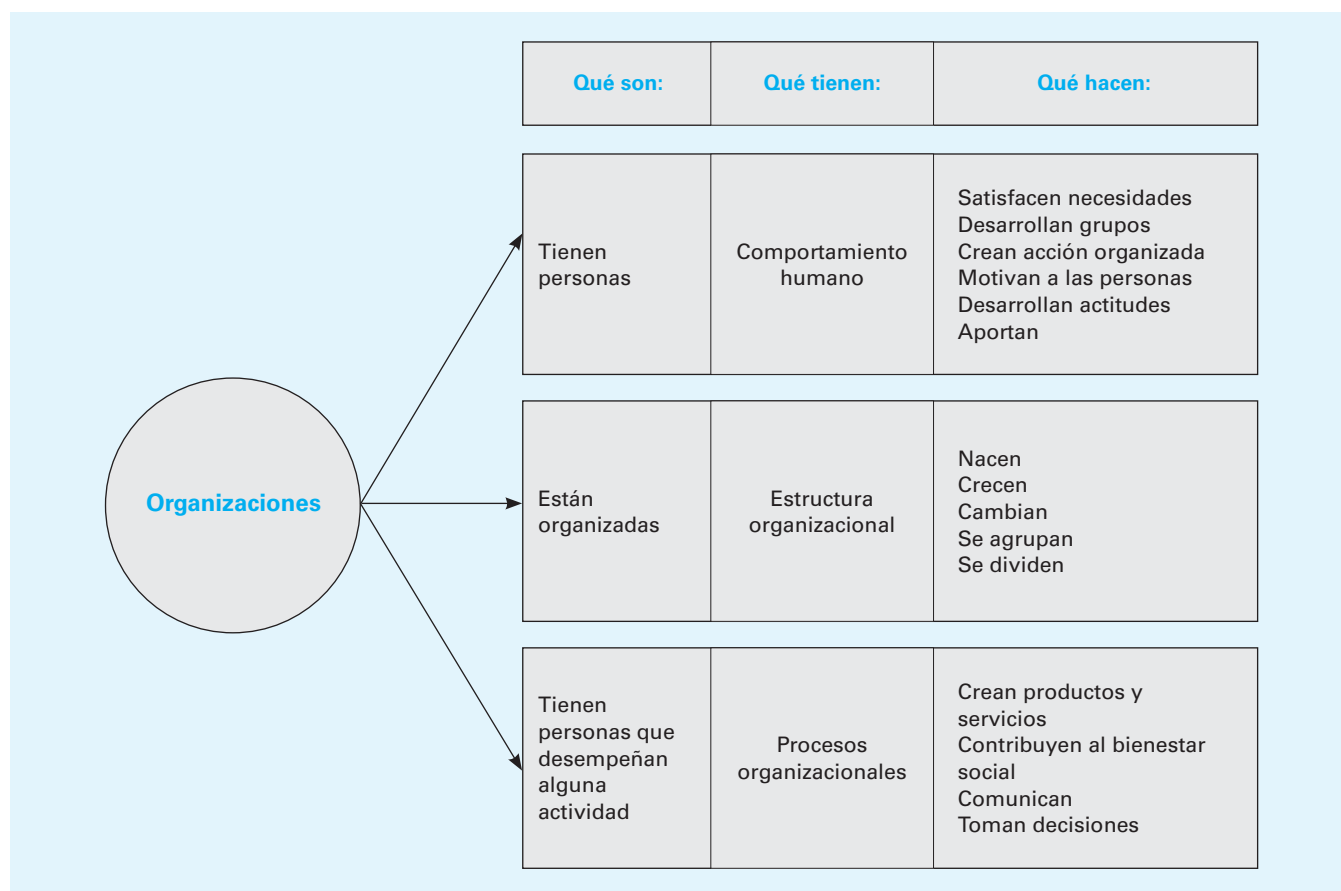 Qué son:
Qué tienen:
Qué hacen:
Organizaciones
Tienen
personas
Comportamiento
humano
Satisfacen necesidades
Desarrollan grupos
Crean acción organizada
Motivan a las personas
Desarrollan actitudes
Aportan
Están
organizadas
Estructura
organizacional
Nacen
Crecen
Cambian
Se agrupan
Se dividen
Tienen
personas que
desempeñan
alguna
actividad
Procesos
organizacionales
Crean productos y
servicios
Contribuyen al bienestar
social
Comunican
Toman decisiones